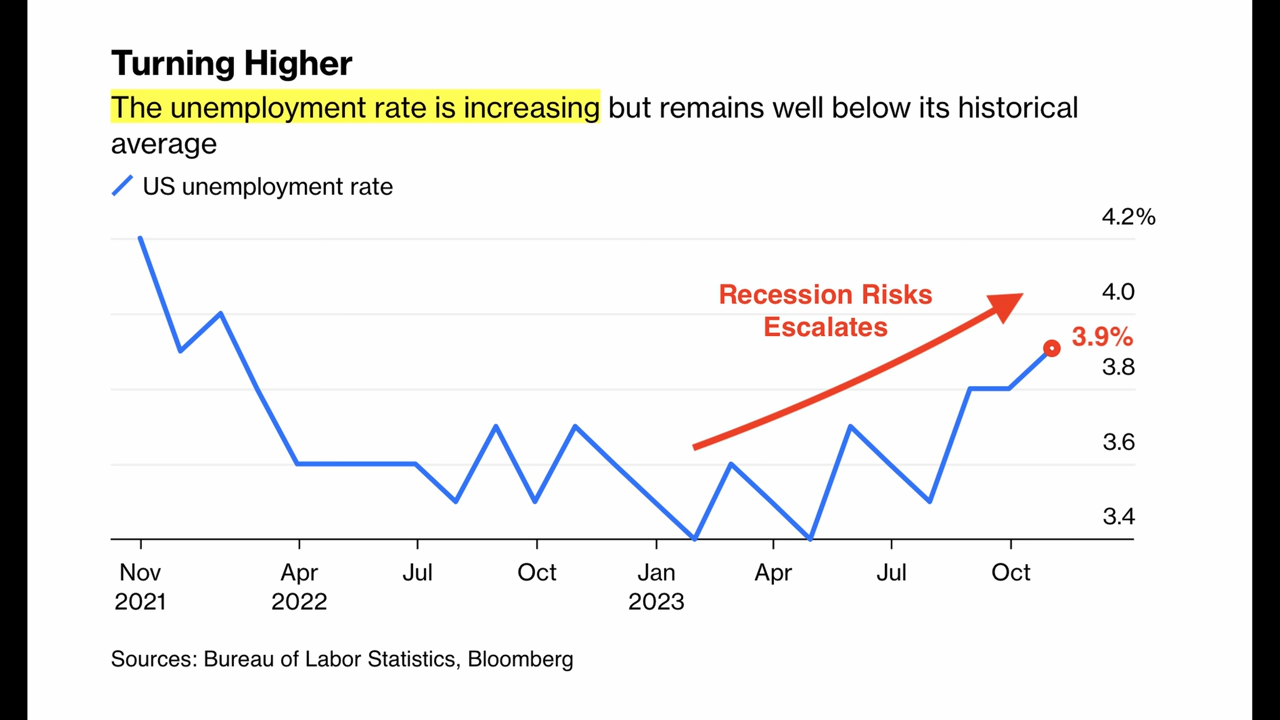 Turning Higher
The unemployment rate is increasing but remains well below its historical
average
US unemployment rate
4.2%
Recession Risks
Escalates
4.0
3.9%
3.8
3.6
3.4
Nov Apr Jul Oct Jan Apr Jul Oct
2021 2022 2023
Sources: Bureau of Labor Statistics, Bloomberg